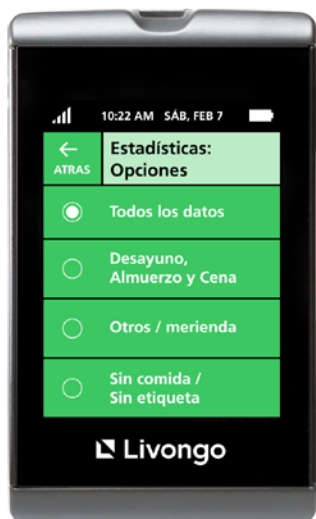 10:22 AM SÁB, FEB 7
ATRAS
Estadísticas:
Opciones
Todos los datos
Desayuno,
Almuerzo y Cena
Otros / merienda
Sin comida /
Sin etiqueta
Livongo